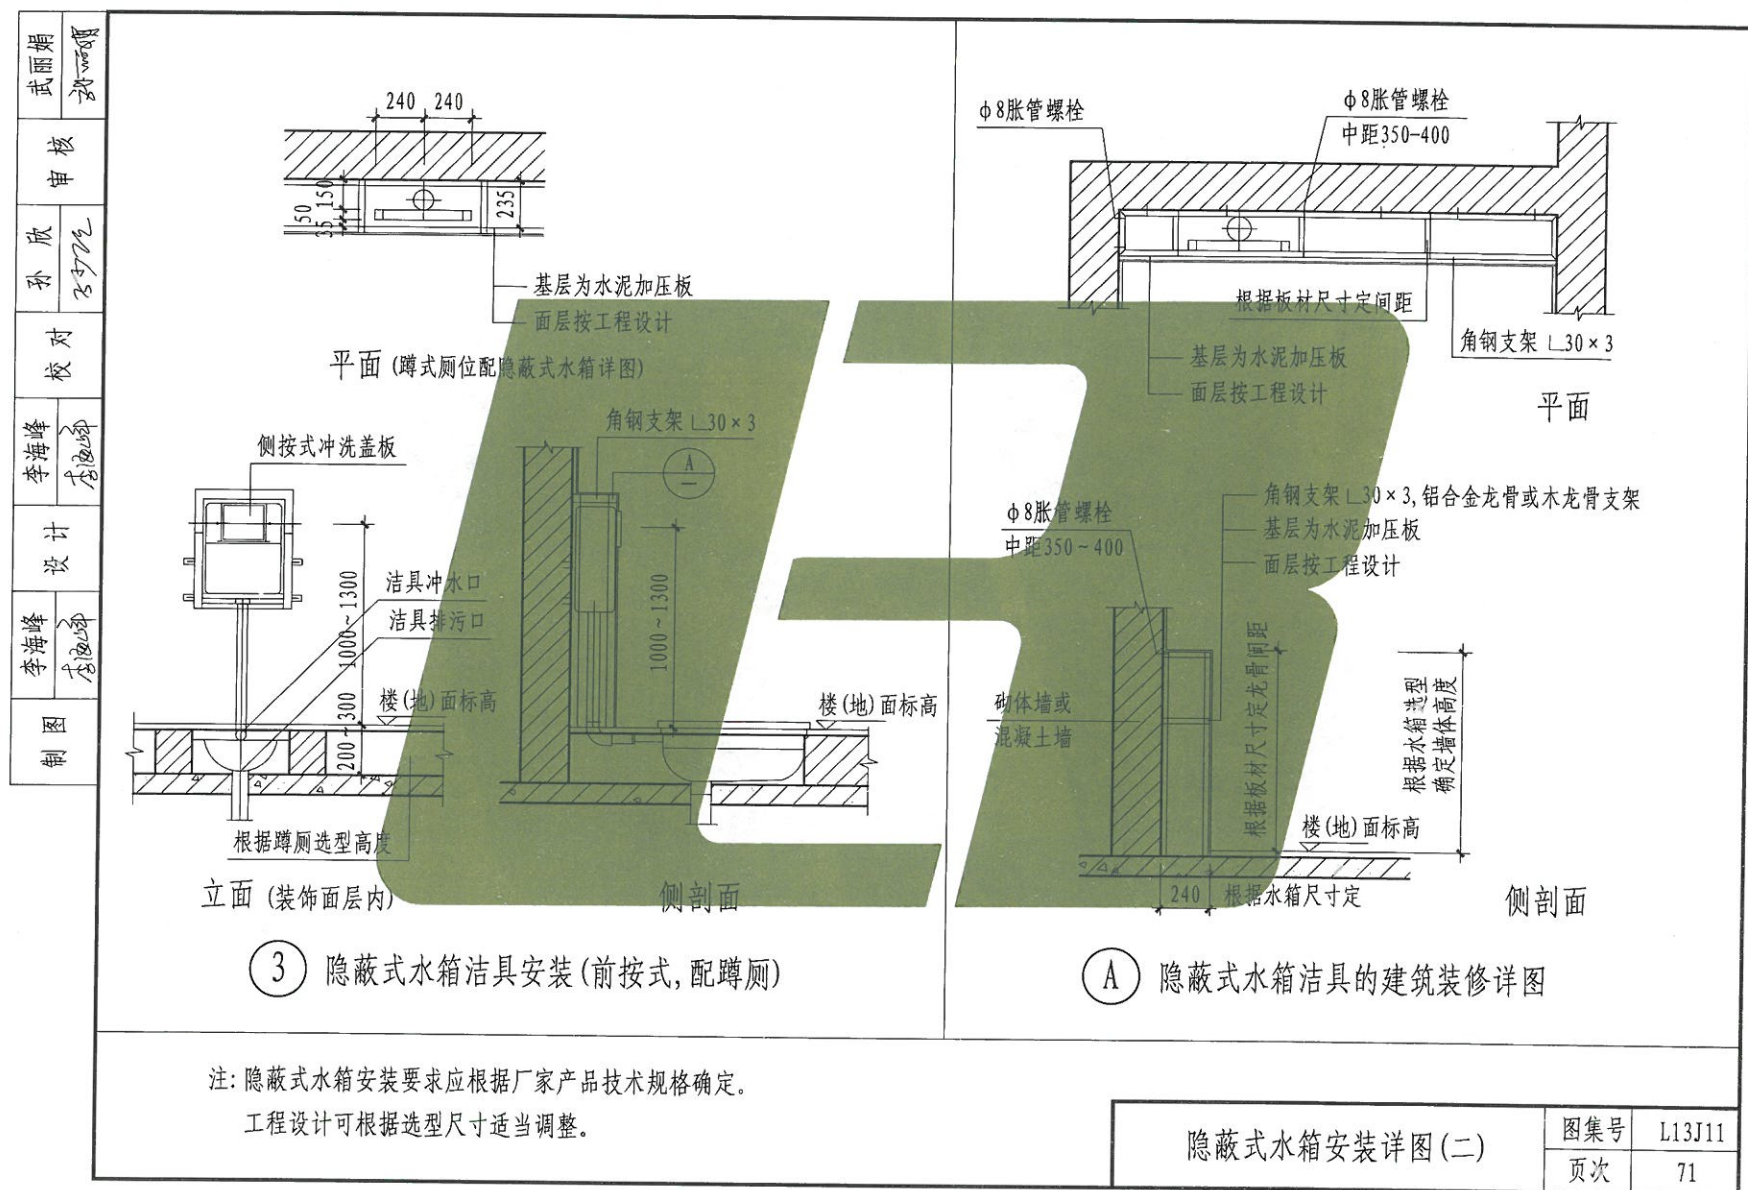 武丽娟
审核
孙欣
校对
李海峰
设计
李海峰
制图
240 240
150
50
35
235
基层为水泥加压板
面层按工程设计
平面 (蹲式厕位配隐蔽式水箱详图)
侧按式冲洗盖板
1000~1300
200~300
洁具冲水口
洁具排污口
楼(地)面标高
根据蹲厕选型高度
立面 (装饰面层内)
角钢支架∟30×3
A
1000~1300
楼(地)面标高
侧剖面
3 隐蔽式水箱洁具安装(前按式,配蹲厕)
φ8胀管螺栓
φ8胀管螺栓
中距350-400
根据板材尺寸定间距
角钢支架∟30×3
基层为水泥加压板
面层按工程设计
平面
φ8胀管螺栓
中距350~400
角钢支架∟30×3,铝合金龙骨或木龙骨支架
基层为水泥加压板
面层按工程设计
砌体墙或
混凝土墙
根据板材尺寸定龙骨间距
根据水箱选型
确定墙体高度
楼(地)面标高
240 根据水箱尺寸定
侧剖面
A 隐蔽式水箱洁具的建筑装修详图
注: 隐蔽式水箱安装要求应根据厂家产品技术规格确定。
工程设计可根据选型尺寸适当调整。
隐蔽式水箱安装详图(二)
图集号 L13J11
页次 71